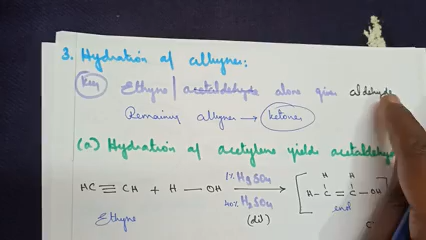 3. Hydration of alkynes:
Key Ethyne / acetaldehyde alone gives aldehyde
Remaining alkynes → ketones
(a) Hydration of acetylene yields acetaldehyde
HC ≡ CH + H — OH 1% HgSO4 40% H2SO4 (dil) → [ H - C = C - OH H H
Ethyne
enol
C